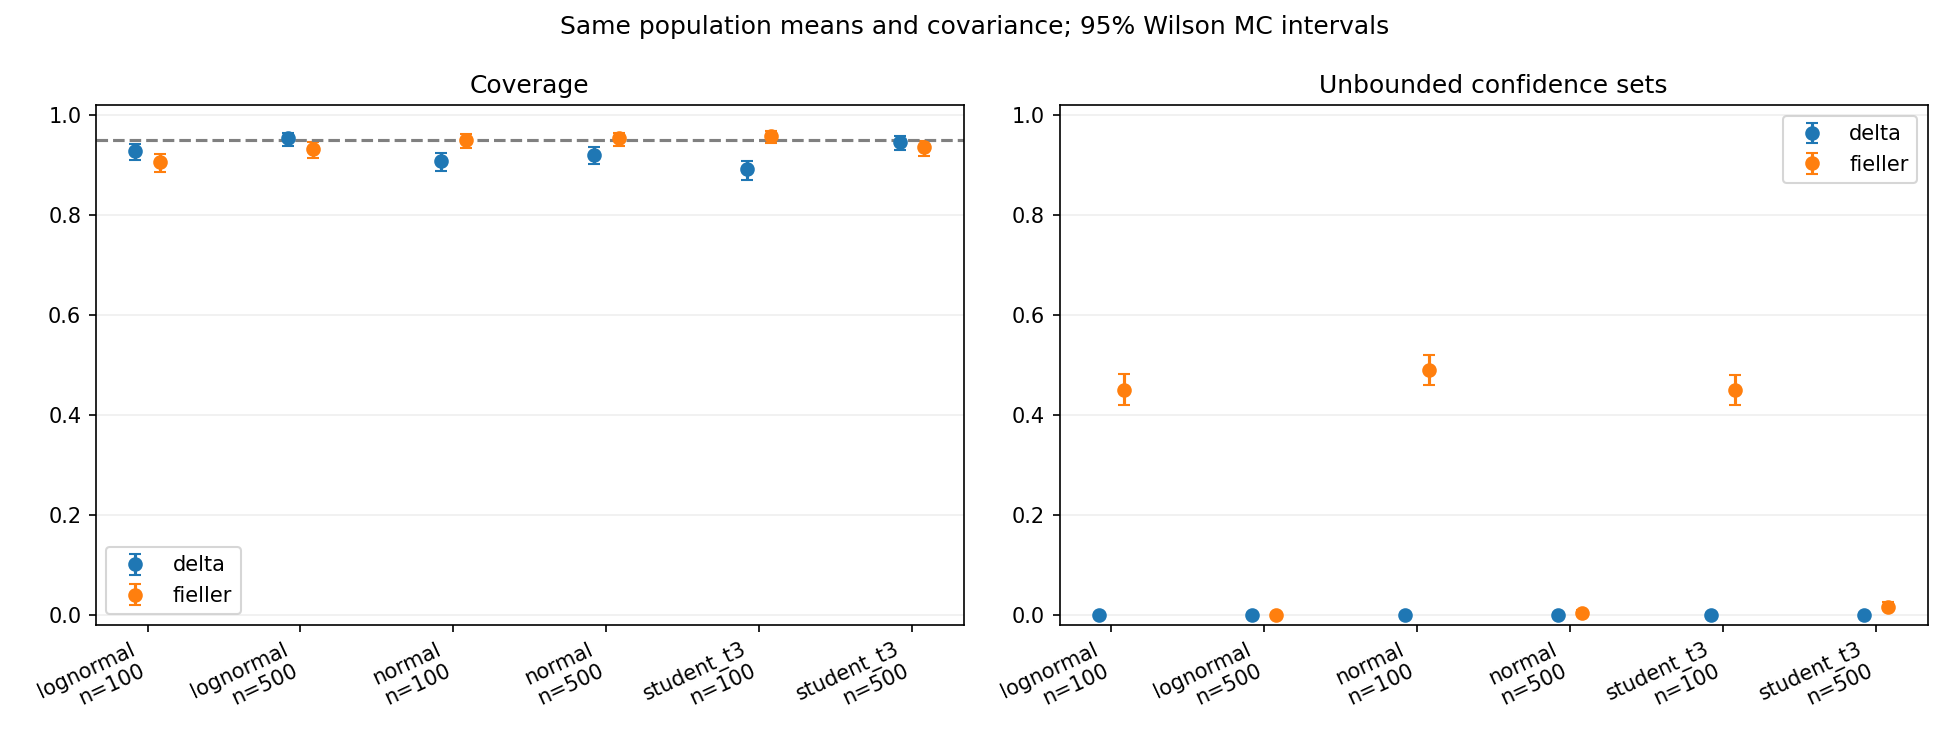 Same population means and covariance; 95% Wilson MC intervals
Coverage
1.0
0.8
0.6
0.4
0.2
0.0
delta
fieller
lognormal
n=100
lognormal
n=500
normal
n=100
normal
n=500
student_t3
n=100
student_t3
n=500
Unbounded confidence sets
1.0
0.8
0.6
0.4
0.2
0.0
delta
fieller
lognormal
n=100
lognormal
n=500
normal
n=100
normal
n=500
student_t3
n=100
student_t3
n=500